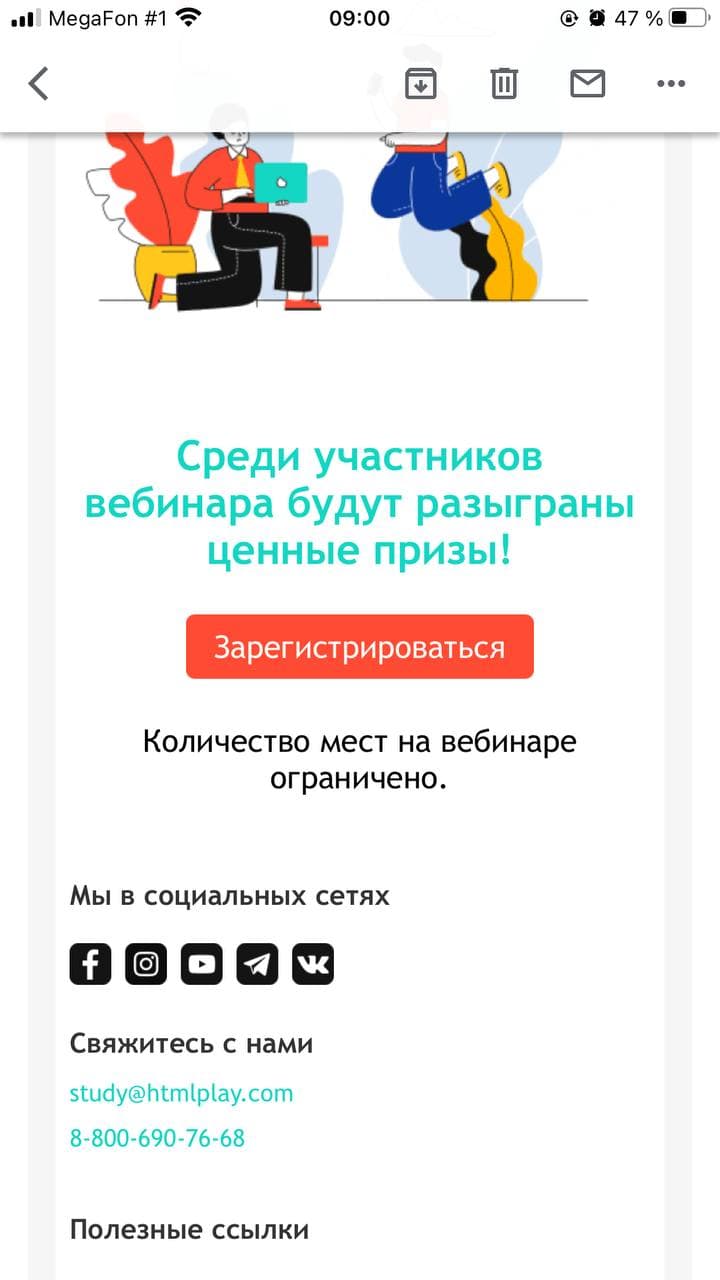 MegaFon #1 09:00 47 %
Среди участников
вебинара будут разыграны
ценные призы!
Зарегистрироваться
Количество мест на вебинаре
ограничено.
Мы в социальных сетях
Свяжитесь с нами
study@htmlplay.com
8-800-690-76-68
Полезные ссылки